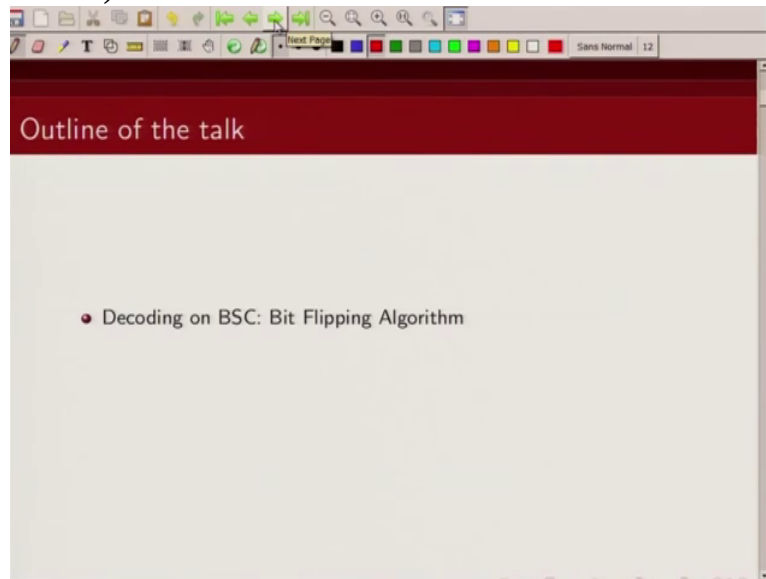 T
Next Page
Sans Normal 12
Outline of the talk
Decoding on BSC: Bit Flipping Algorithm